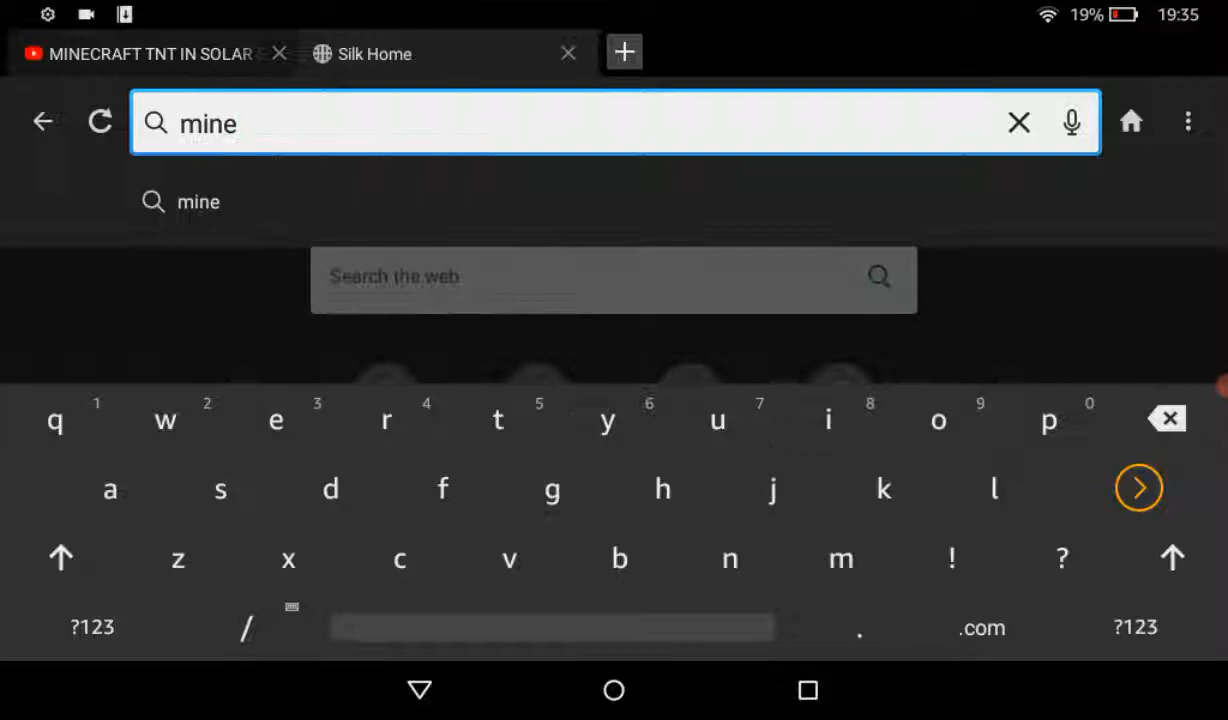 19% 19:35
MINECRAFT TNT IN SOLAR Silk Home
mine
mine
Search the web
q 1 w 2 e 3 r 4 t 5 y 6 u 7 i 8 o 9 p 0
a s d f g h j k l
z x c v b n m ! ?
?123 / . .com ?123